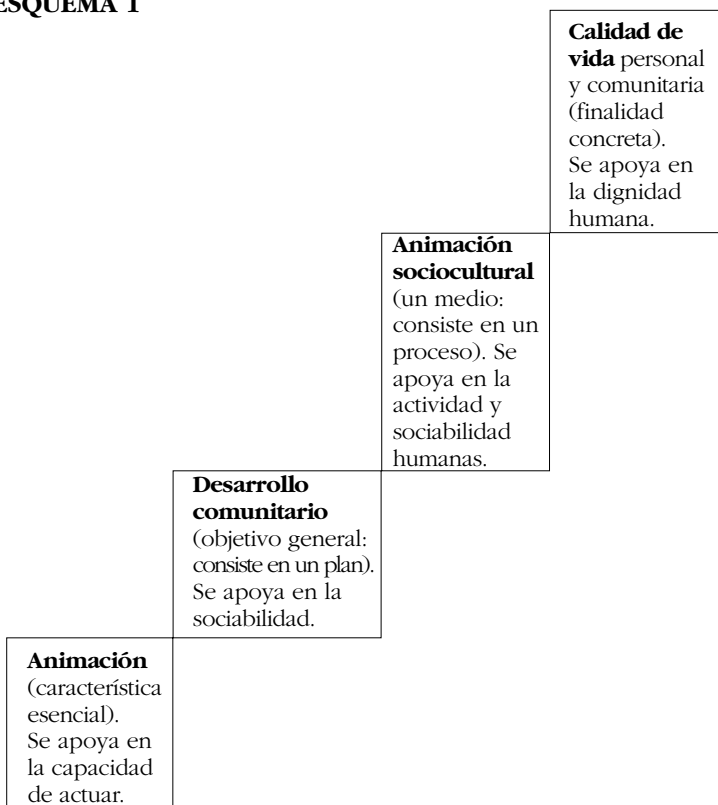 ESQUEMA 1
Calidad de
vida personal
y comunitaria
(finalidad
concreta).
Se apoya en
la dignidad
humana.
Animación
sociocultural
(un medio:
consiste en un
proceso). Se
apoya en la
actividad y
sociabilidad
humanas.
Desarrollo
comunitario
(objetivo general:
consiste en un plan).
Se apoya en la
sociabilidad.
Animación
(característica
esencial).
Se apoya en
la capacidad
de actuar.